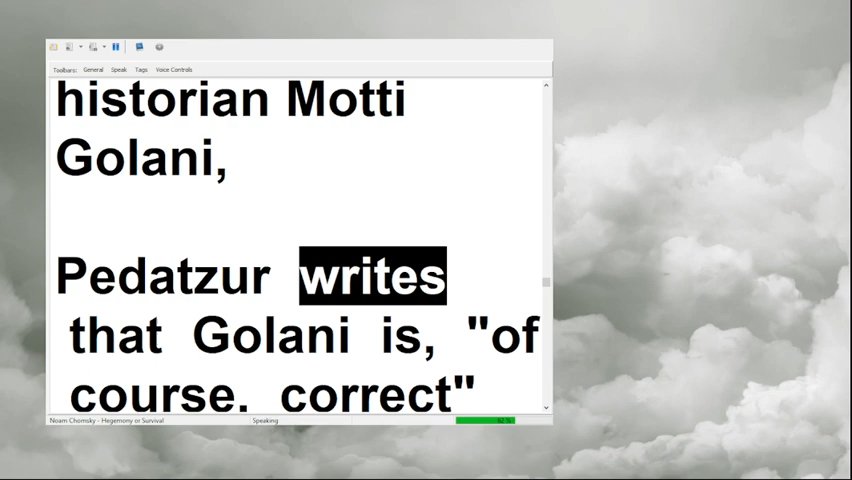 Toolbars: General Speak Tags Voice Controls
historian Motti
Golani,
Pedatzur writes
that Golani is, "of
course, correct"
Noam Chomsky - Hegemony or Survival Speaking 62 %